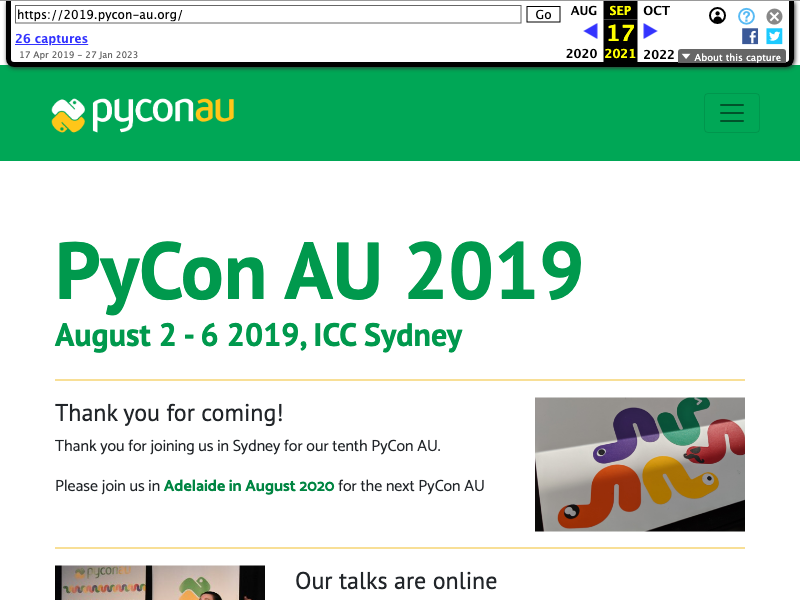 https://2019.pycon-au.org/
Go
AUG
SEP
OCT
26 captures
17
17 Apr 2019 – 27 Jan 2023
2020
2021
2022
About this capture
pyconau
PyCon AU 2019
August 2 - 6 2019, ICC Sydney
Thank you for coming!
Thank you for joining us in Sydney for our tenth PyCon AU.
Please join us in Adelaide in August 2020 for the next PyCon AU
pyconau
Our talks are online